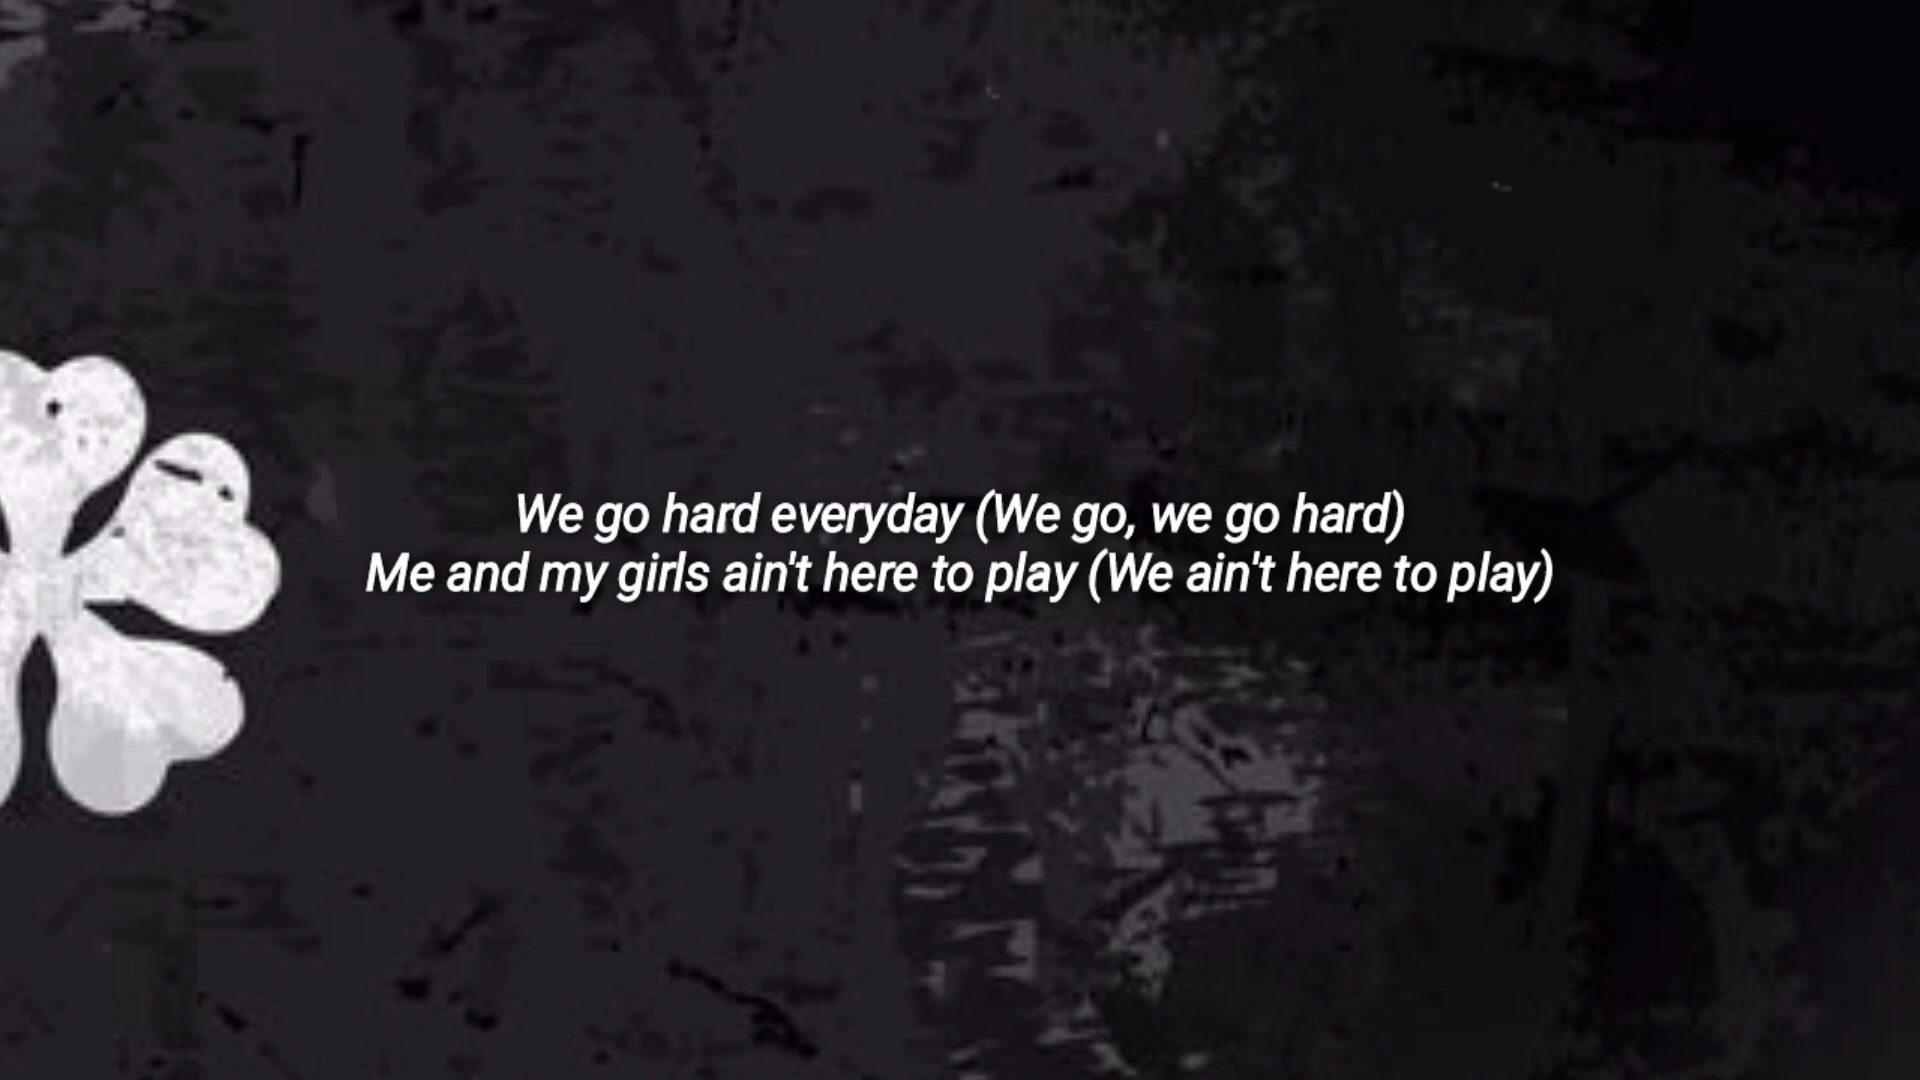 We go hard everyday (We go, we go hard)
Me and my girls ain't here to play (We ain't here to play)